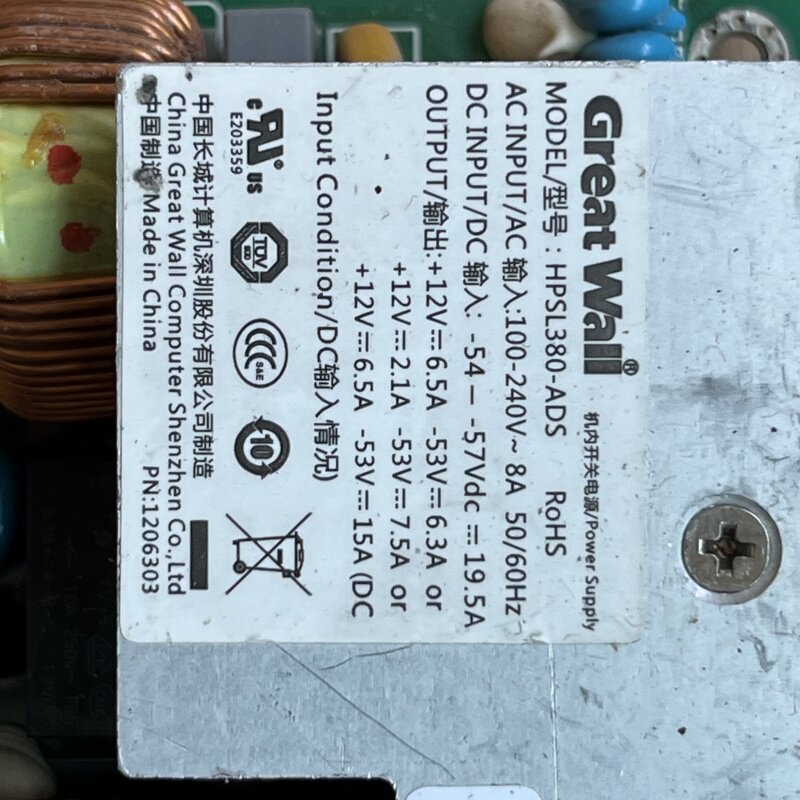 Great Wall® 机内开关电源/Power Supply
MODEL/型号: HPSL380-ADS RoHS
AC INPUT/AC 输入:100-240V~ 8A 50/60Hz
DC INPUT/DC 输入: -54 — -57Vdc ⎓ 19.5A
OUTPUT/输出:+12V⎓ 6.5A -53V⎓ 6.3A or
+12V⎓ 2.1A -53V⎓ 7.5A or
+12V⎓ 6.5A -53V⎓ 15A (DC
Input Condition/DC输入情况)
c RU® US
E203359
TÜV
CCC
S&E
10
中国长城计算机深圳股份有限公司制造
China Great Wall Computer Shenzhen Co.,Ltd
中国制造/Made in China PN:1206303